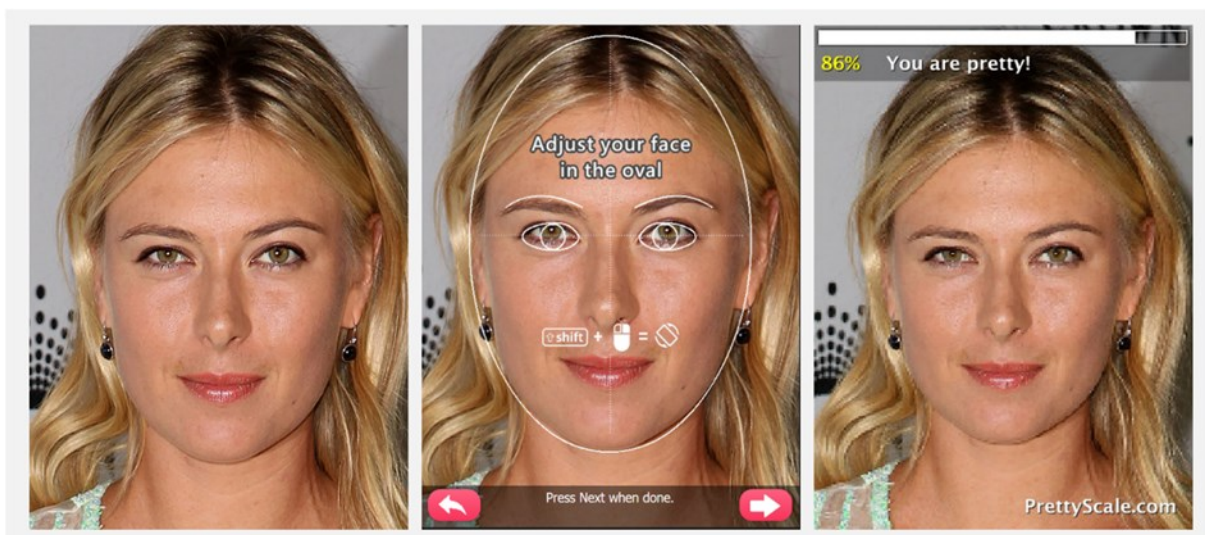 Adjust your face
in the oval
shift + =
Press Next when done.
86% You are pretty!
PrettyScale.com